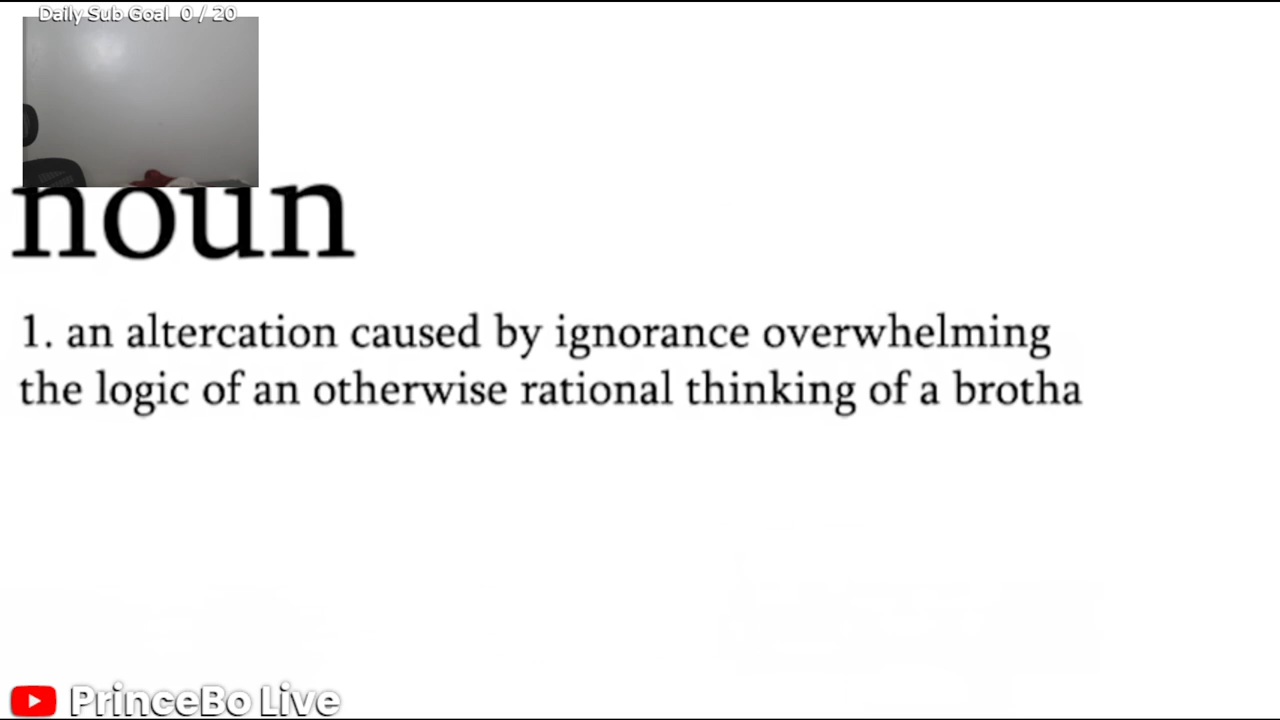 Daily Sub Goal 0 / 20
noun
1. an altercation caused by ignorance overwhelming
the logic of an otherwise rational thinking of a brotha
PrinceBo Live